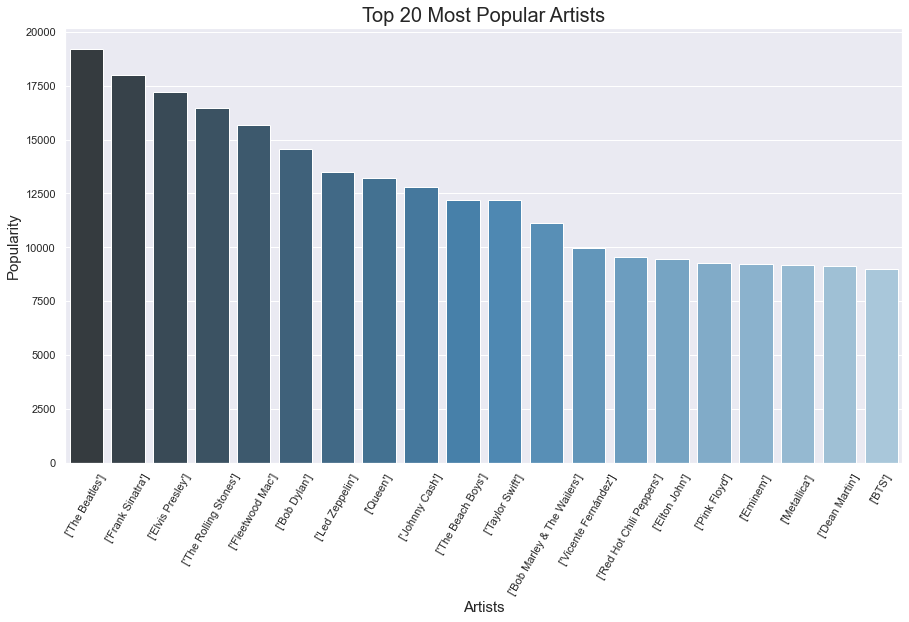 Top 20 Most Popular Artists
20000
17500
15000
12500
10000
7500
5000
2500
0
Popularity
['The Beatles']
['Frank Sinatra']
['Elvis Presley']
['The Rolling Stones']
['Fleetwood Mac']
['Bob Dylan']
['Led Zeppelin']
['Queen']
['Johnny Cash']
['The Beach Boys']
['Taylor Swift']
['Bob Marley & The Wailers']
['Vicente Fernández']
['Red Hot Chili Peppers']
['Elton John']
['Pink Floyd']
['Eminem']
['Metallica']
['Dean Martin']
['BTS']
Artists